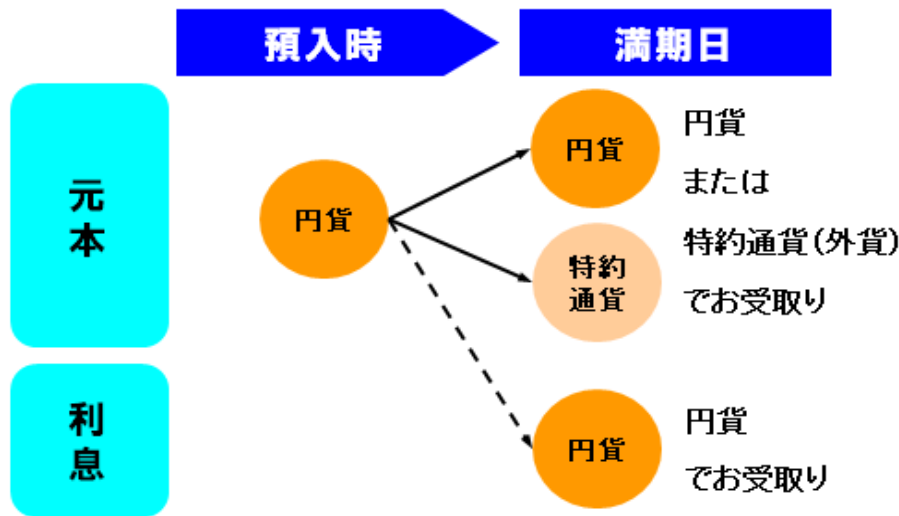 預入時
満期日
元
本
円貨
円貨
特約
通貨
円貨
または
特約通貨(外貨)
でお受取り
利
息
円貨
円貨
でお受取り